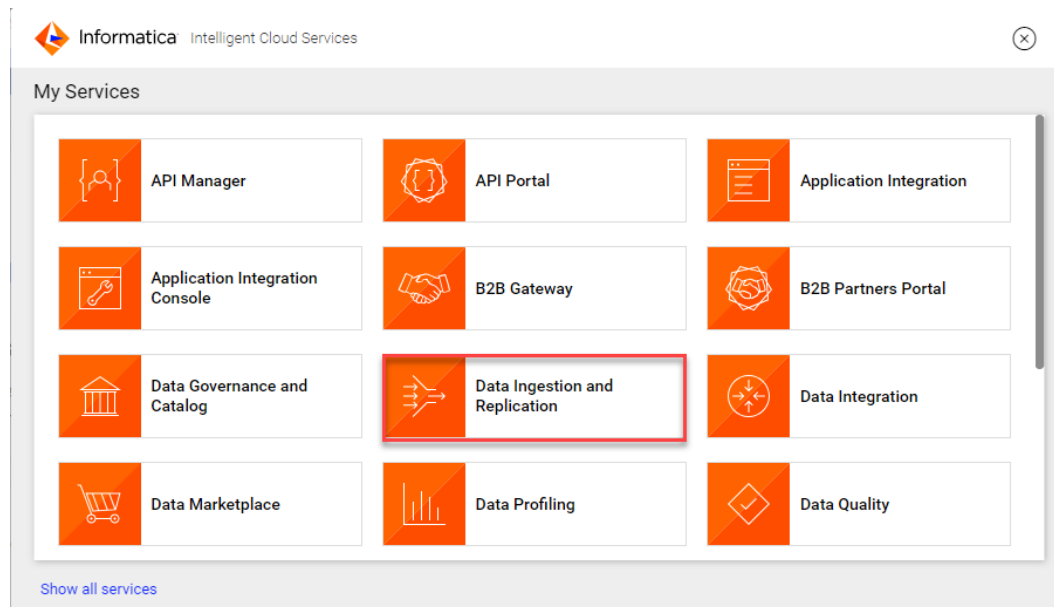 Informatica Intelligent Cloud Services
My Services
API Manager
API Portal
Application Integration
Application Integration
Console
B2B Gateway
B2B Partners Portal
Data Governance and
Catalog
Data Ingestion and
Replication
Data Integration
Data Marketplace
Data Profiling
Data Quality
Show all services